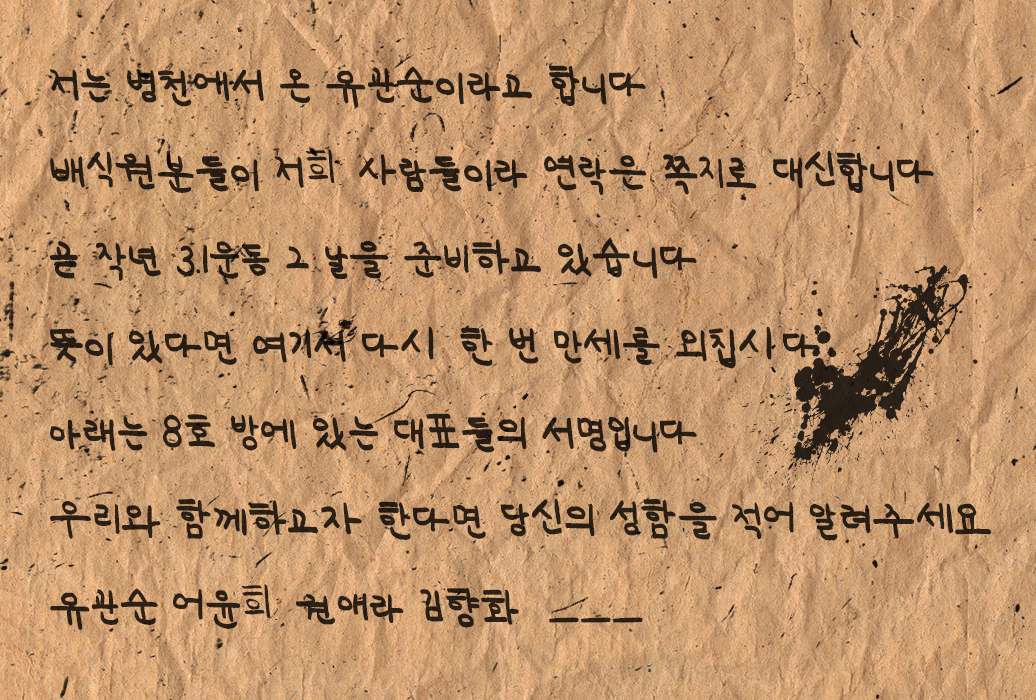 저는 병천에서 온 유관순이라고 합니다
배식원분들이 저희 사람들이라 연락은 쪽지로 대신합니다
곧 작년 3.1운동 그 날을 준비하고 있습니다
뜻이 있다면 여기서 다시 한 번 만세를 외칩시다
아래는 8호 방에 있는 대표들의 서명입니다
우리와 함께하고자 한다면 당신의 성함을 적어 알려주세요
유관순 어윤희 권애라 김향화 _ _ _